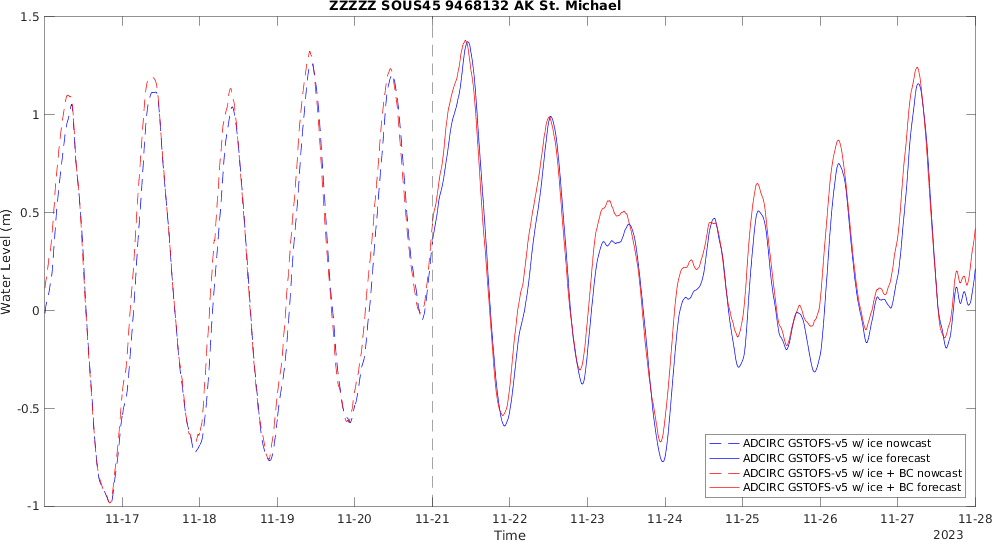 ZZZZZ SOUS45 9468132 AK St. Michael
Water Level (m)
1.5
1
0.5
0
-0.5
-1
ADCIRC GSTOFS-v5 w/ ice nowcast
ADCIRC GSTOFS-v5 w/ ice forecast
ADCIRC GSTOFS-v5 w/ ice + BC nowcast
ADCIRC GSTOFS-v5 w/ ice + BC forecast
11-17 11-18 11-19 11-20 11-21 11-22 11-23 11-24 11-25 11-26 11-27 11-28
Time
2023